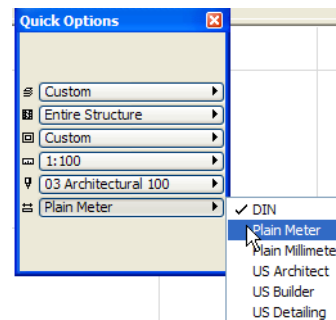 Quick Options
Custom
Entire Structure
Custom
1:100
03 Architectural 100
Plain Meter
DIN
Plain Meter
Plain Millimete
US Architect
US Builder
US Detailing